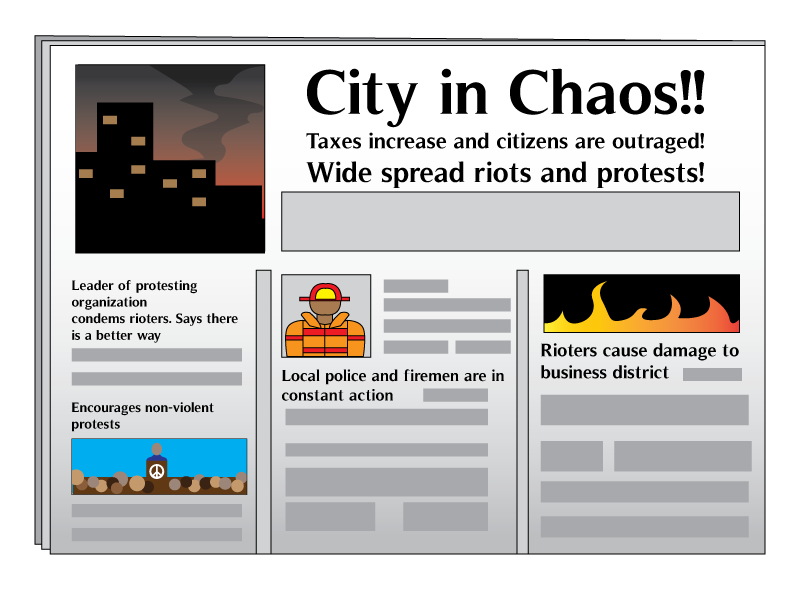 City in Chaos!!
Taxes increase and citizens are outraged!
Wide spread riots and protests!
Leader of protesting
organization
condems rioters. Says there
is a better way
Encourages non-violent
protests
Local police and firemen are in
constant action
Rioters cause damage to
business district